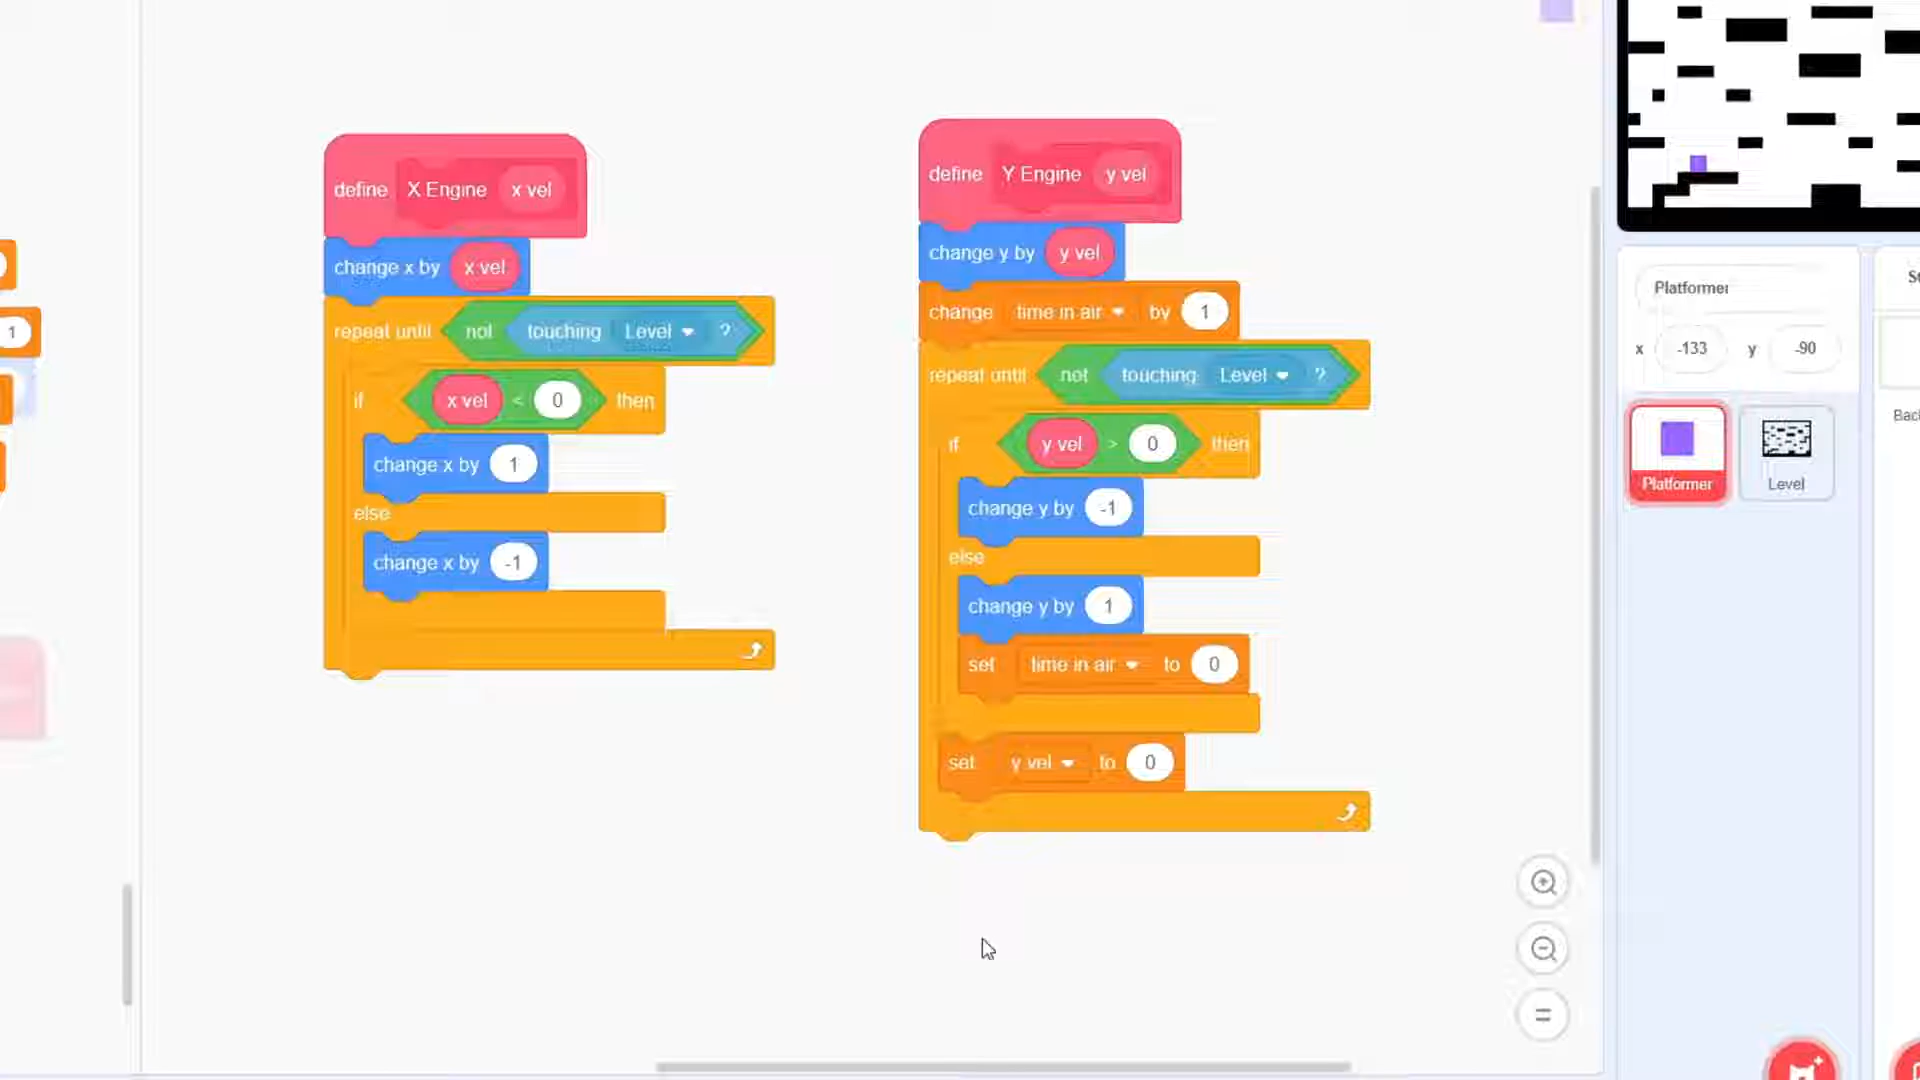 define X Engine x vel
change x by x vel
repeat until not touching Level ?
if x vel < 0 then
change x by 1
else
change x by -1
define Y Engine y vel
change y by y vel
change time in air by 1
repeat until not touching Level ?
if y vel > 0 then
change y by -1
else
change y by 1
set time in air to 0
set y vel to 0
1
Platformer
x -133 y -90
Platformer
Level